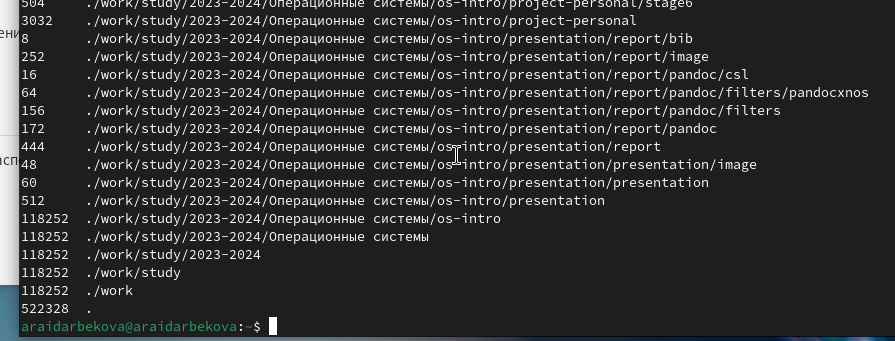 504 ./work/study/2023-2024/Операционные системы/os-intro/project-personal/stage6
3032 ./work/study/2023-2024/Операционные системы/os-intro/project-personal
8 ./work/study/2023-2024/Операционные системы/os-intro/presentation/report/bib
252 ./work/study/2023-2024/Операционные системы/os-intro/presentation/report/image
16 ./work/study/2023-2024/Операционные системы/os-intro/presentation/report/pandoc/csl
64 ./work/study/2023-2024/Операционные системы/os-intro/presentation/report/pandoc/filters/pandocxnos
156 ./work/study/2023-2024/Операционные системы/os-intro/presentation/report/pandoc/filters
172 ./work/study/2023-2024/Операционные системы/os-intro/presentation/report/pandoc
444 ./work/study/2023-2024/Операционные системы/os-intro/presentation/report
48 ./work/study/2023-2024/Операционные системы/os-intro/presentation/presentation/image
60 ./work/study/2023-2024/Операционные системы/os-intro/presentation/presentation
512 ./work/study/2023-2024/Операционные системы/os-intro/presentation
118252 ./work/study/2023-2024/Операционные системы/os-intro
118252 ./work/study/2023-2024/Операционные системы
118252 ./work/study/2023-2024
118252 ./work/study
118252 ./work
522328 .
araidarbekova@araidarbekova:~$